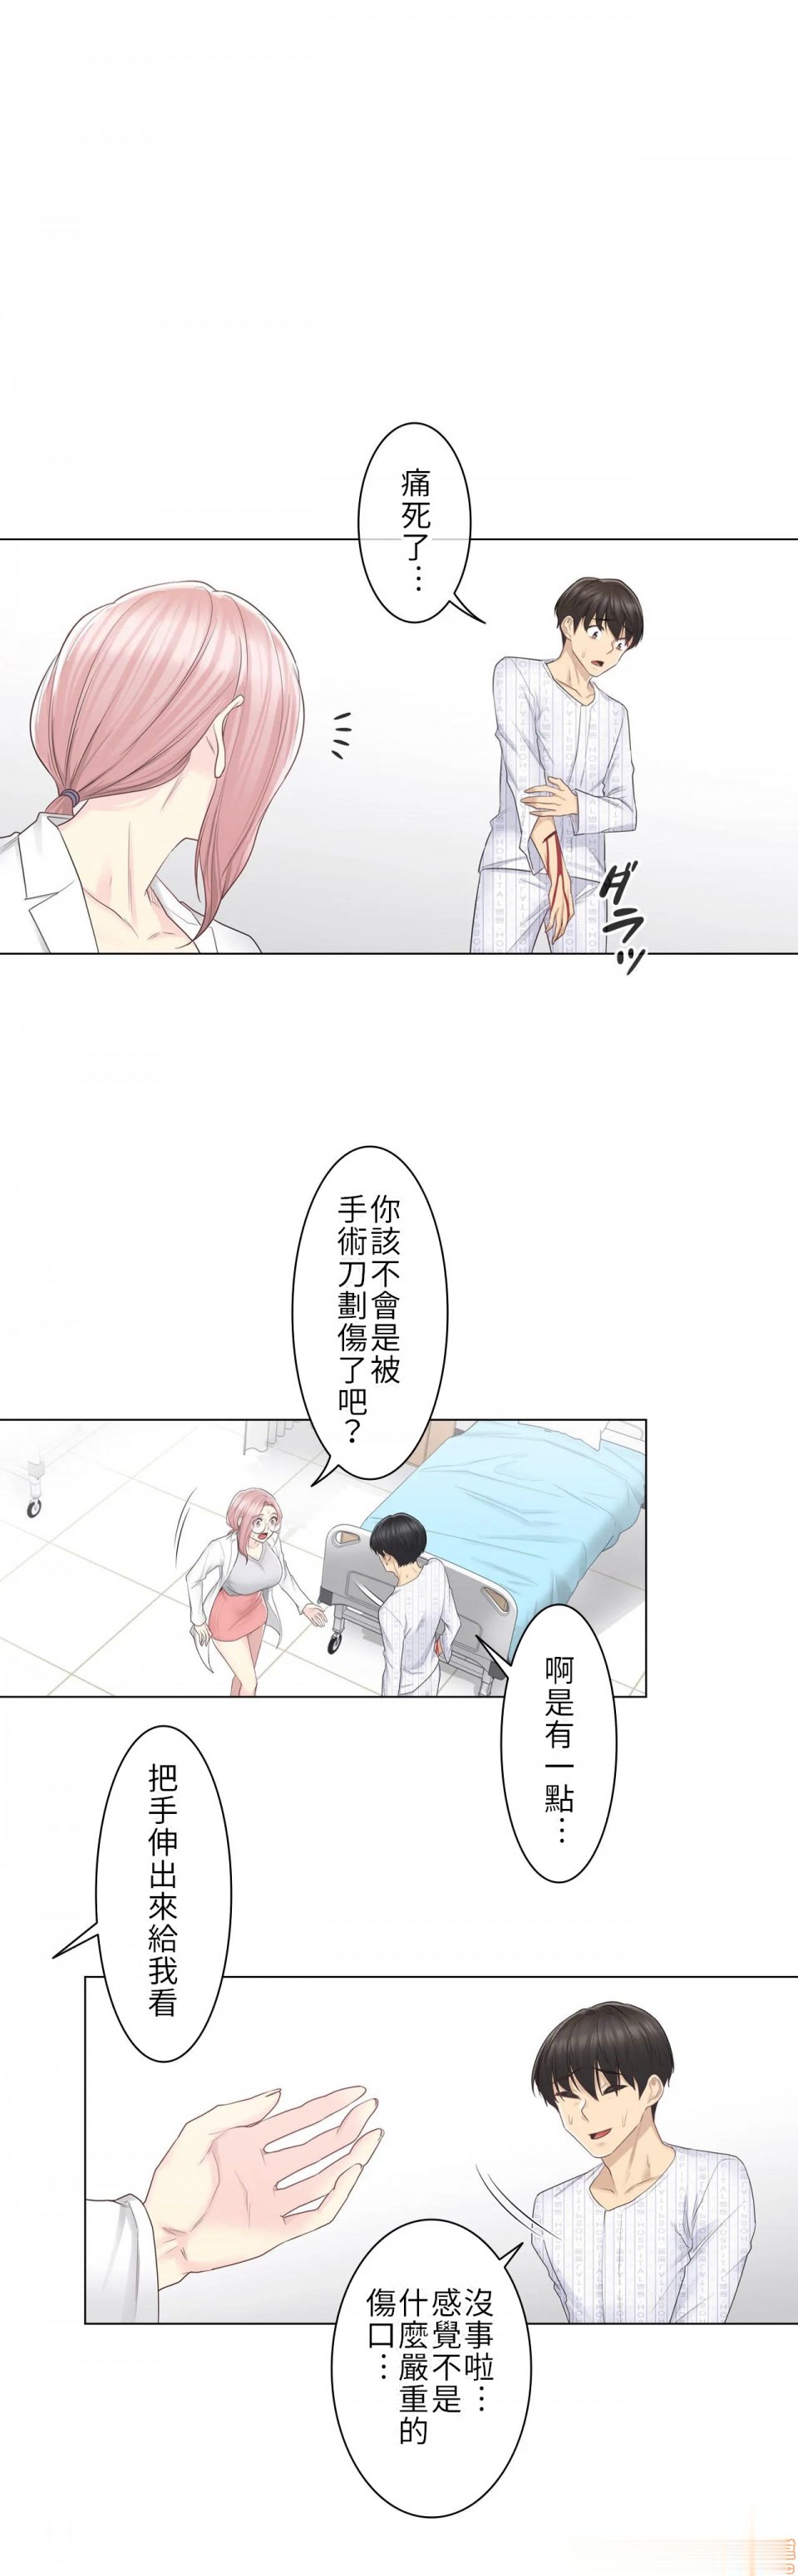 痛死了…
ダラッ
你該不會是被
手術刀劃傷了吧？
啊是有一點…
把手伸出來給我看
沒事啦…
感覺不是
什麼嚴重的
傷口…